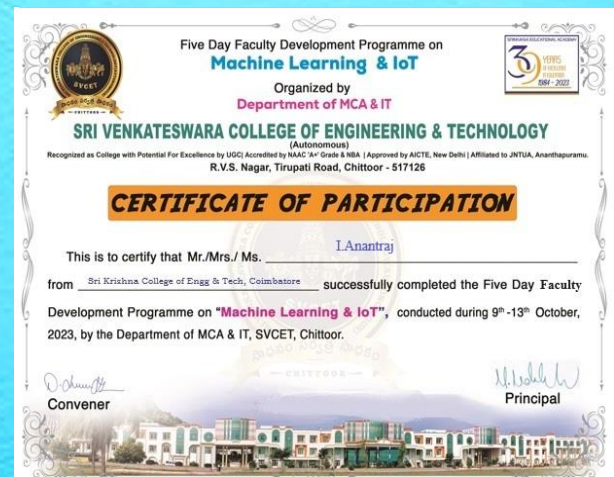 Five Day Faculty Development Programme on
Machine Learning & IoT
Organized by
Department of MCA & IT
SVCET
CHITTOOR
39 YEARS
1984 - 2023
SRI VENKATESWARA COLLEGE OF ENGINEERING & TECHNOLOGY
(Autonomous)
Recognized as College with Potential For Excellence by UGC| Accredited by NAAC 'A+' Grade & NBA | Approved by AICTE, New Delhi | Affiliated to JNTUA, Ananthapuramu.
R.V.S. Nagar, Tirupati Road, Chittoor - 517126
CERTIFICATE OF PARTICIPATION
This is to certify that Mr./Mrs./ Ms. I.Anantraj
from Sri Krishna College of Engg & Tech, Coimbatore successfully completed the Five Day Faculty
Development Programme on "Machine Learning & IoT", conducted during 9th -13th October,
2023, by the Department of MCA & IT, SVCET, Chittoor.
Convener
Principal